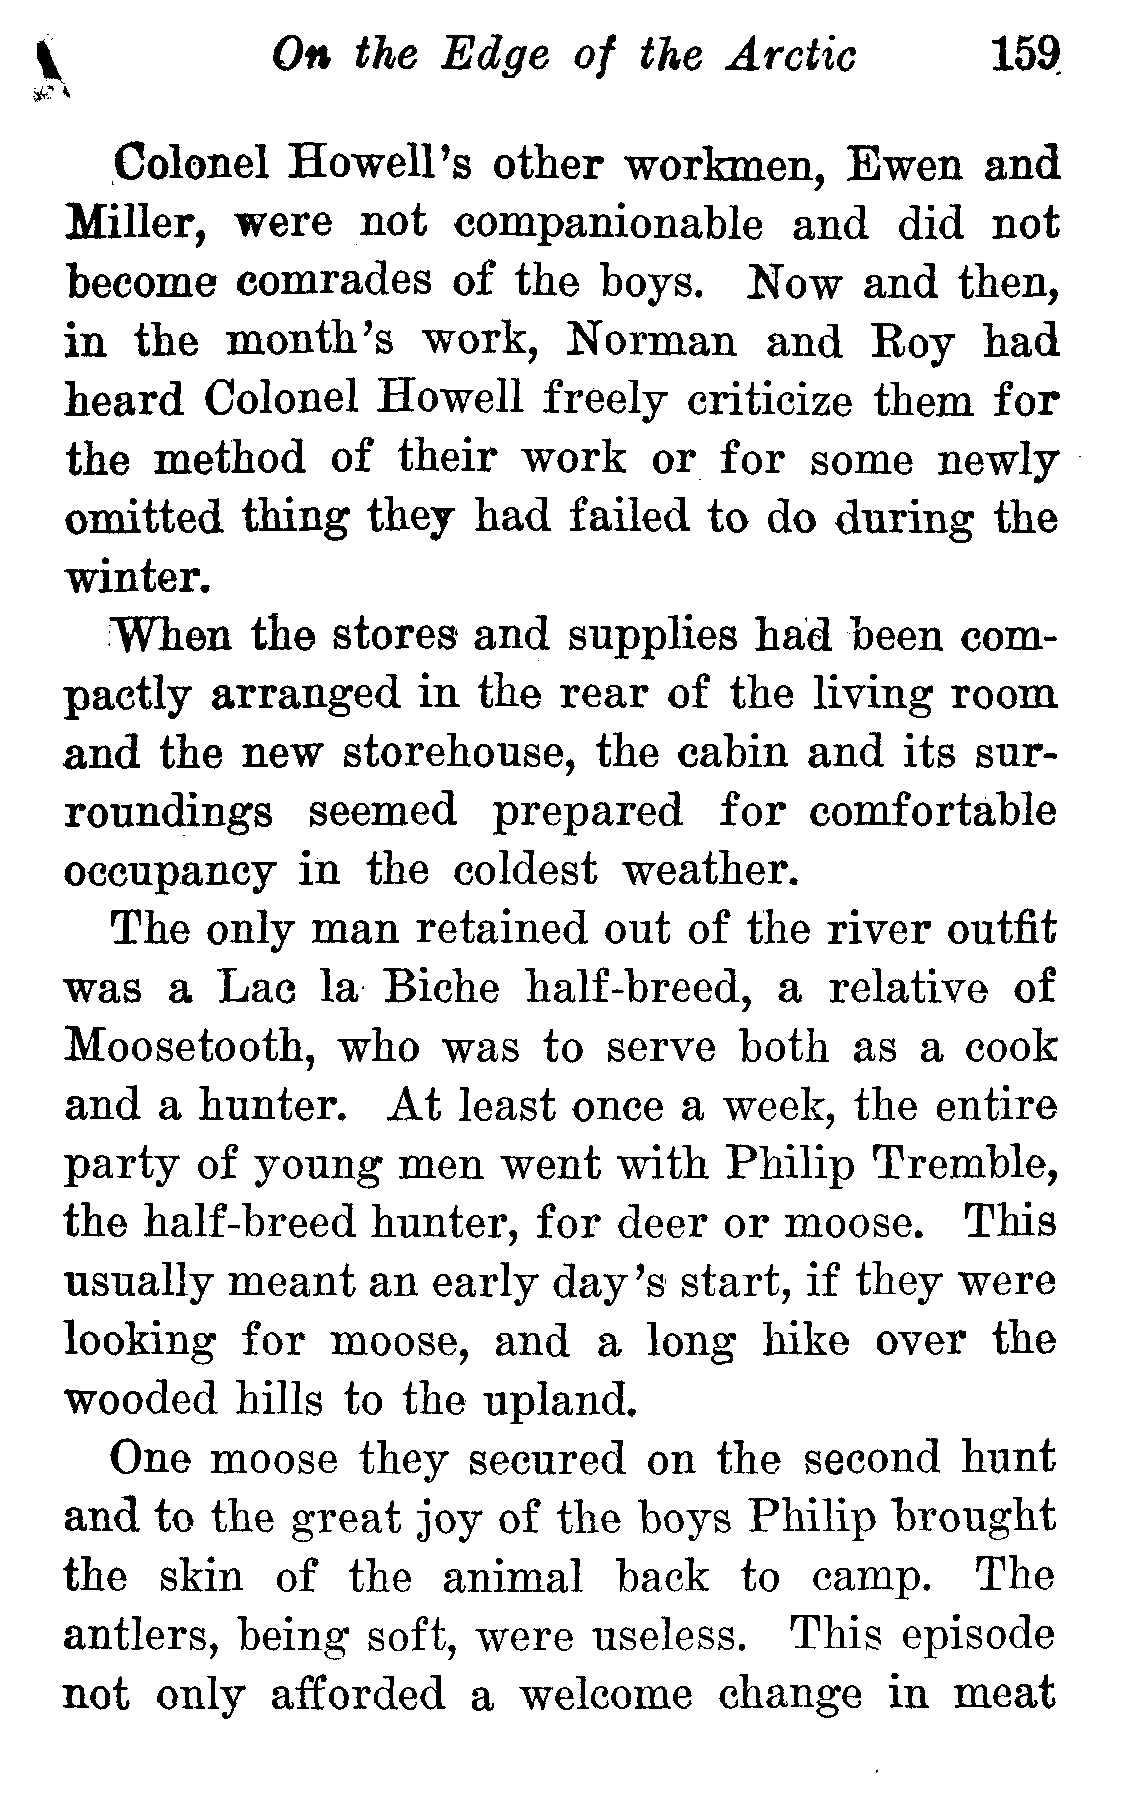 On the Edge of the Arctic 159
Colonel Howell's other workmen, Ewen and
Miller, were not companionable and did not
become comrades of the boys. Now and then,
in the month's work, Norman and Roy had
heard Colonel Howell freely criticize them for
the method of their work or for some newly
omitted thing they had failed to do during the
winter.
When the stores and supplies had been com-
pactly arranged in the rear of the living room
and the new storehouse, the cabin and its sur-
roundings seemed prepared for comfortable
occupancy in the coldest weather.
The only man retained out of the river outfit
was a Lac la Biche half-breed, a relative of
Moosetooth, who was to serve both as a cook
and a hunter. At least once a week, the entire
party of young men went with Philip Tremble,
the half-breed hunter, for deer or moose. This
usually meant an early day's start, if they were
looking for moose, and a long hike over the
wooded hills to the upland.
One moose they secured on the second hunt
and to the great joy of the boys Philip brought
the skin of the animal back to camp. The
antlers, being soft, were useless. This episode
not only afforded a welcome change in meat